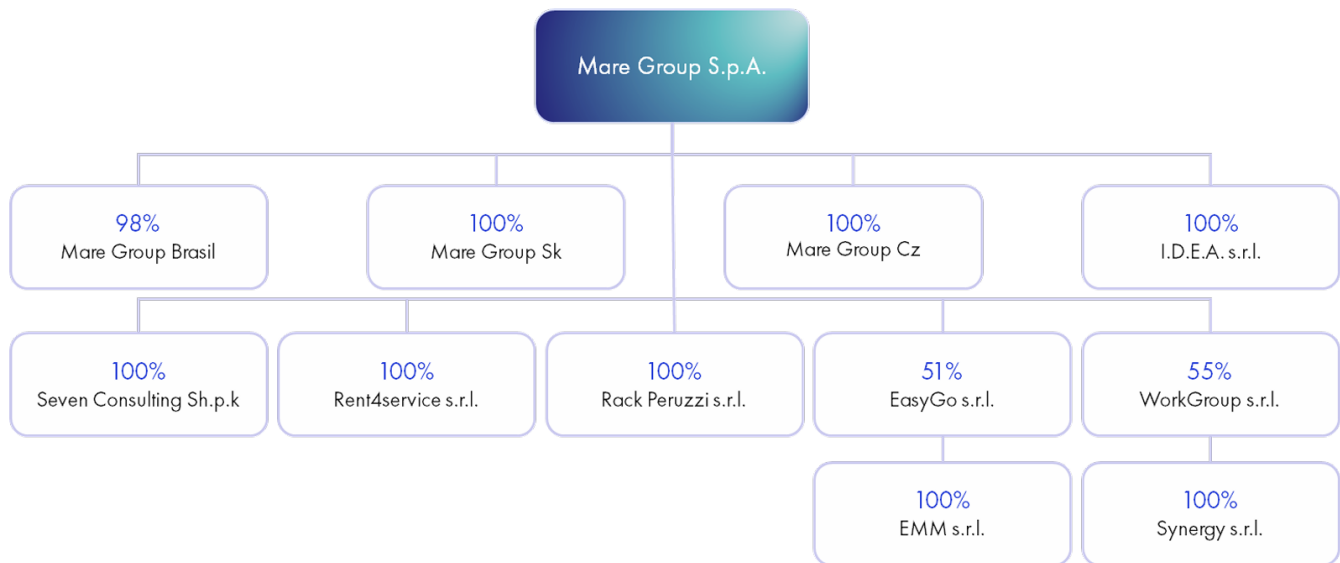 Mare Group S.p.A.
98%
Mare Group Brasil
100%
Mare Group Sk
100%
Mare Group Cz
100%
I.D.E.A. s.r.l.
100%
Seven Consulting Sh.p.k
100%
Rent4service s.r.l.
100%
Rack Peruzzi s.r.l.
51%
EasyGo s.r.l.
55%
WorkGroup s.r.l.
100%
EMM s.r.l.
100%
Synergy s.r.l.